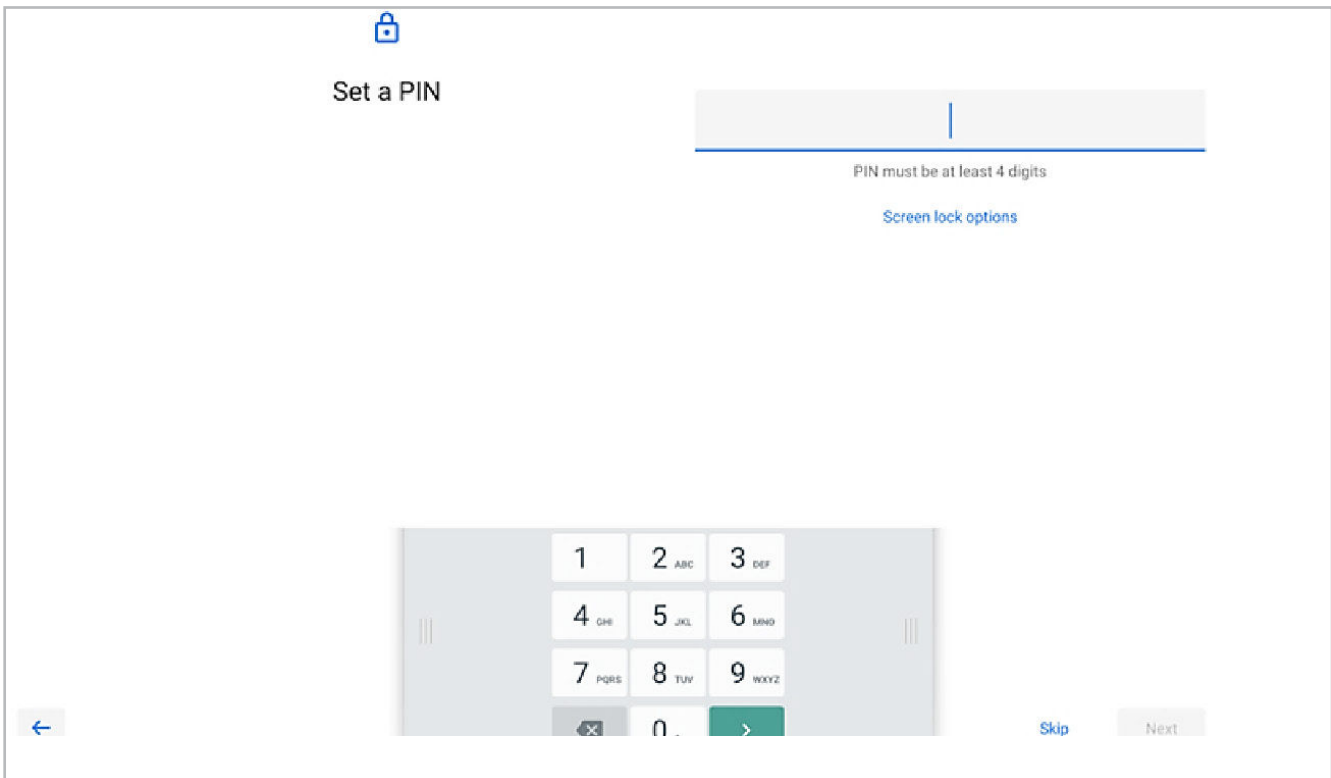 Set a PIN
PIN must be at least 4 digits
Screen lock options
1 2 ABC 3 DEF
4 GHI 5 JKL 6 MNO
7 PQRS 8 TUV 9 WXYZ
0
Skip Next